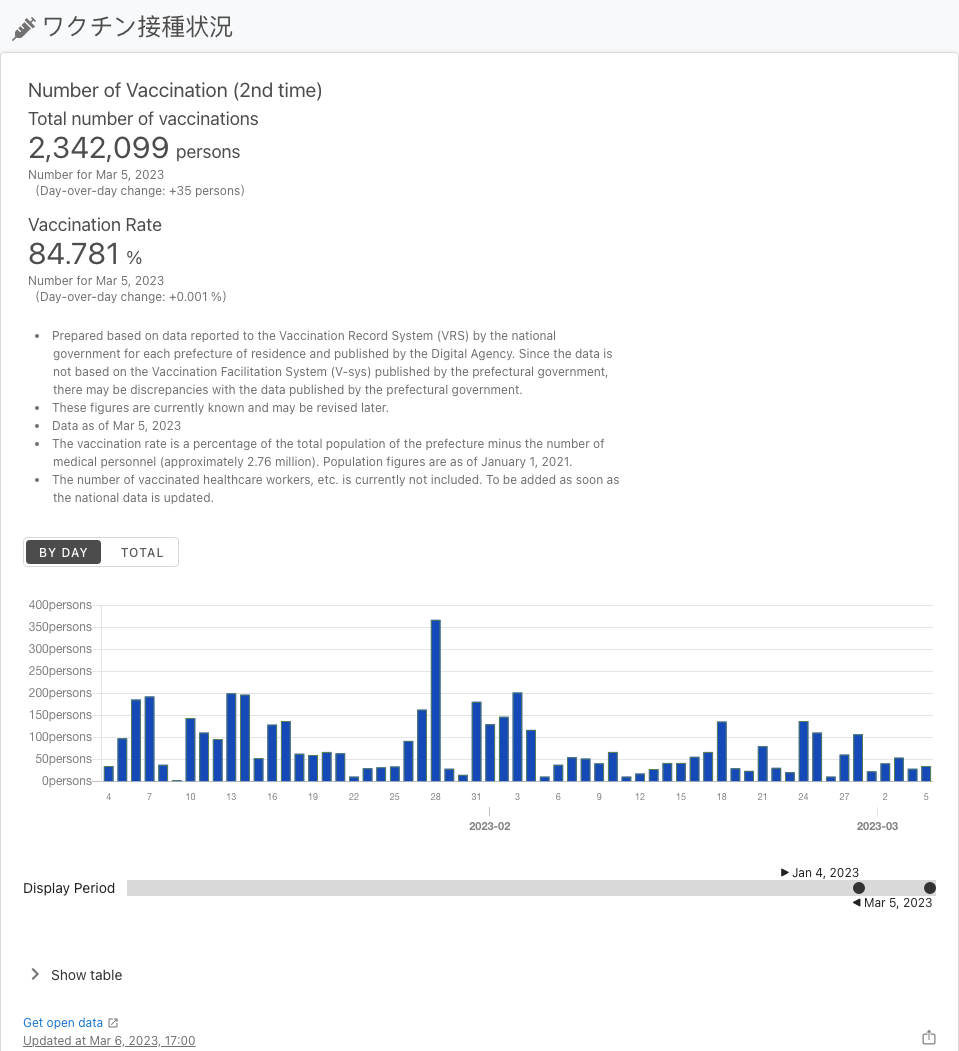 ワクチン接種状況
Number of Vaccination (2nd time)
Total number of vaccinations
2,342,099 persons
Number for Mar 5, 2023
(Day-over-day change: +35 persons)
Vaccination Rate
84.781 %
Number for Mar 5, 2023
(Day-over-day change: +0.001 %)
• Prepared based on data reported to the Vaccination Record System (VRS) by the national
government for each prefecture of residence and published by the Digital Agency. Since the data is
not based on the Vaccination Facilitation System (V-sys) published by the prefectural government,
there may be discrepancies with the data published by the prefectural government.
• These figures are currently known and may be revised later.
• Data as of Mar 5, 2023
• The vaccination rate is a percentage of the total population of the prefecture minus the number of
medical personnel (approximately 2.76 million). Population figures are as of January 1, 2021.
• The number of vaccinated healthcare workers, etc. is currently not included. To be added as soon as
the national data is updated.
BY DAY TOTAL
400persons
350persons
300persons
250persons
200persons
150persons
100persons
50persons
0persons
4 7 10 13 16 19 22 25 28 31 3 6 9 12 15 18 21 24 27 2 5
2023-02 2023-03
Jan 4, 2023
Display Period
Mar 5, 2023
Show table
Get open data
Updated at Mar 6, 2023, 17:00